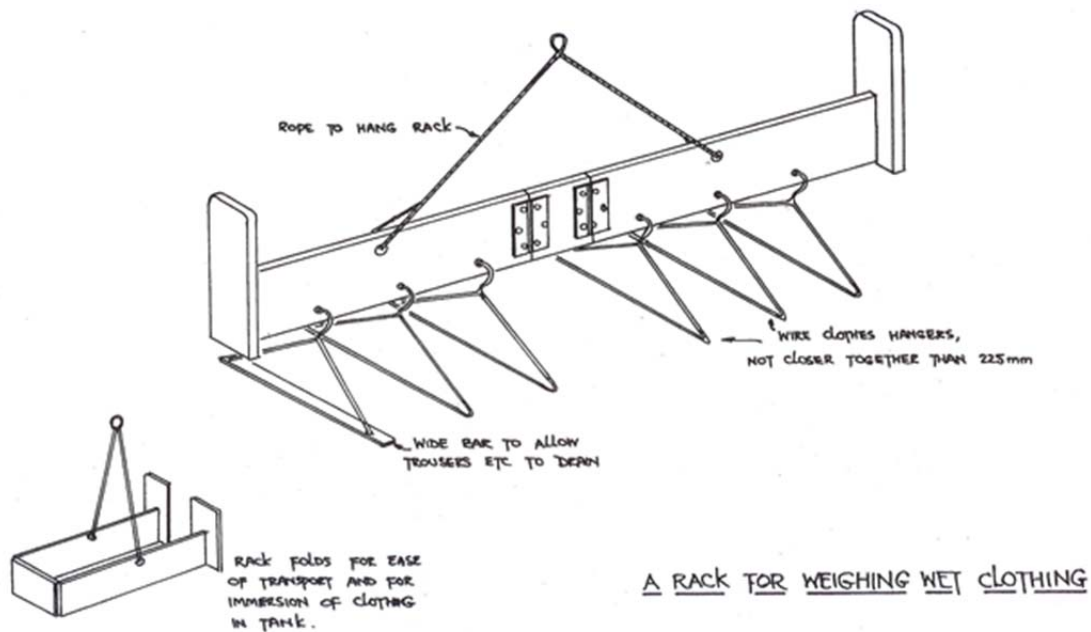 ROPE TO HANG RACK
WIRE CLOTHES HANGERS,
NOT CLOSER TOGETHER THAN 225mm
WIDE BAR TO ALLOW
TROUSERS ETC TO DRAIN
RACK FOLDS FOR EASE
OF TRANSPORT AND FOR
IMMERSION OF CLOTHING
IN TANK.
A RACK FOR WEIGHING WET CLOTHING